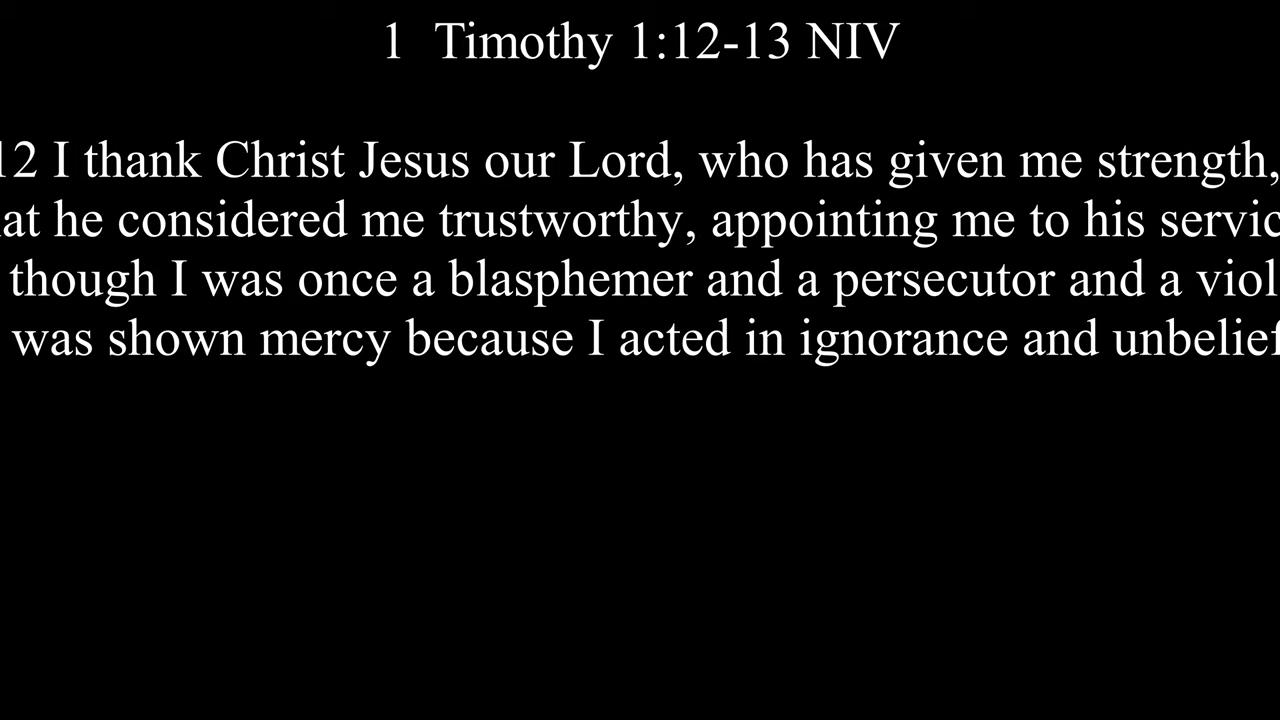 1 Timothy 1:12-13 NIV
12 I thank Christ Jesus our Lord, who has given me strength,
at he considered me trustworthy, appointing me to his servic
though I was once a blasphemer and a persecutor and a viol
was shown mercy because I acted in ignorance and unbelief